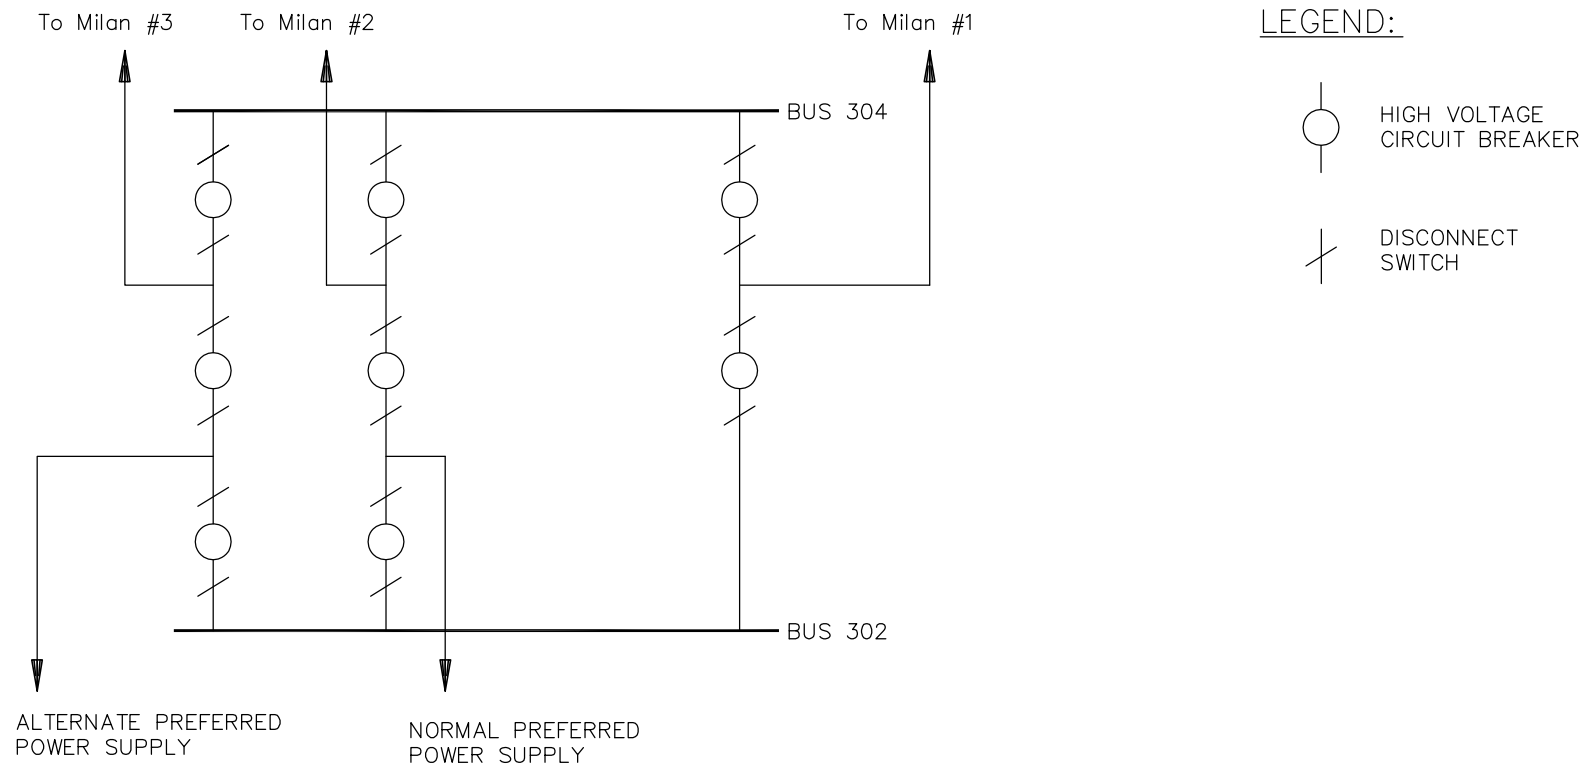 To Milan #3
To Milan #2
To Milan #1
LEGEND:
BUS 304
HIGH VOLTAGE
CIRCUIT BREAKER
DISCONNECT
SWITCH
BUS 302
ALTERNATE PREFERRED
POWER SUPPLY
NORMAL PREFERRED
POWER SUPPLY